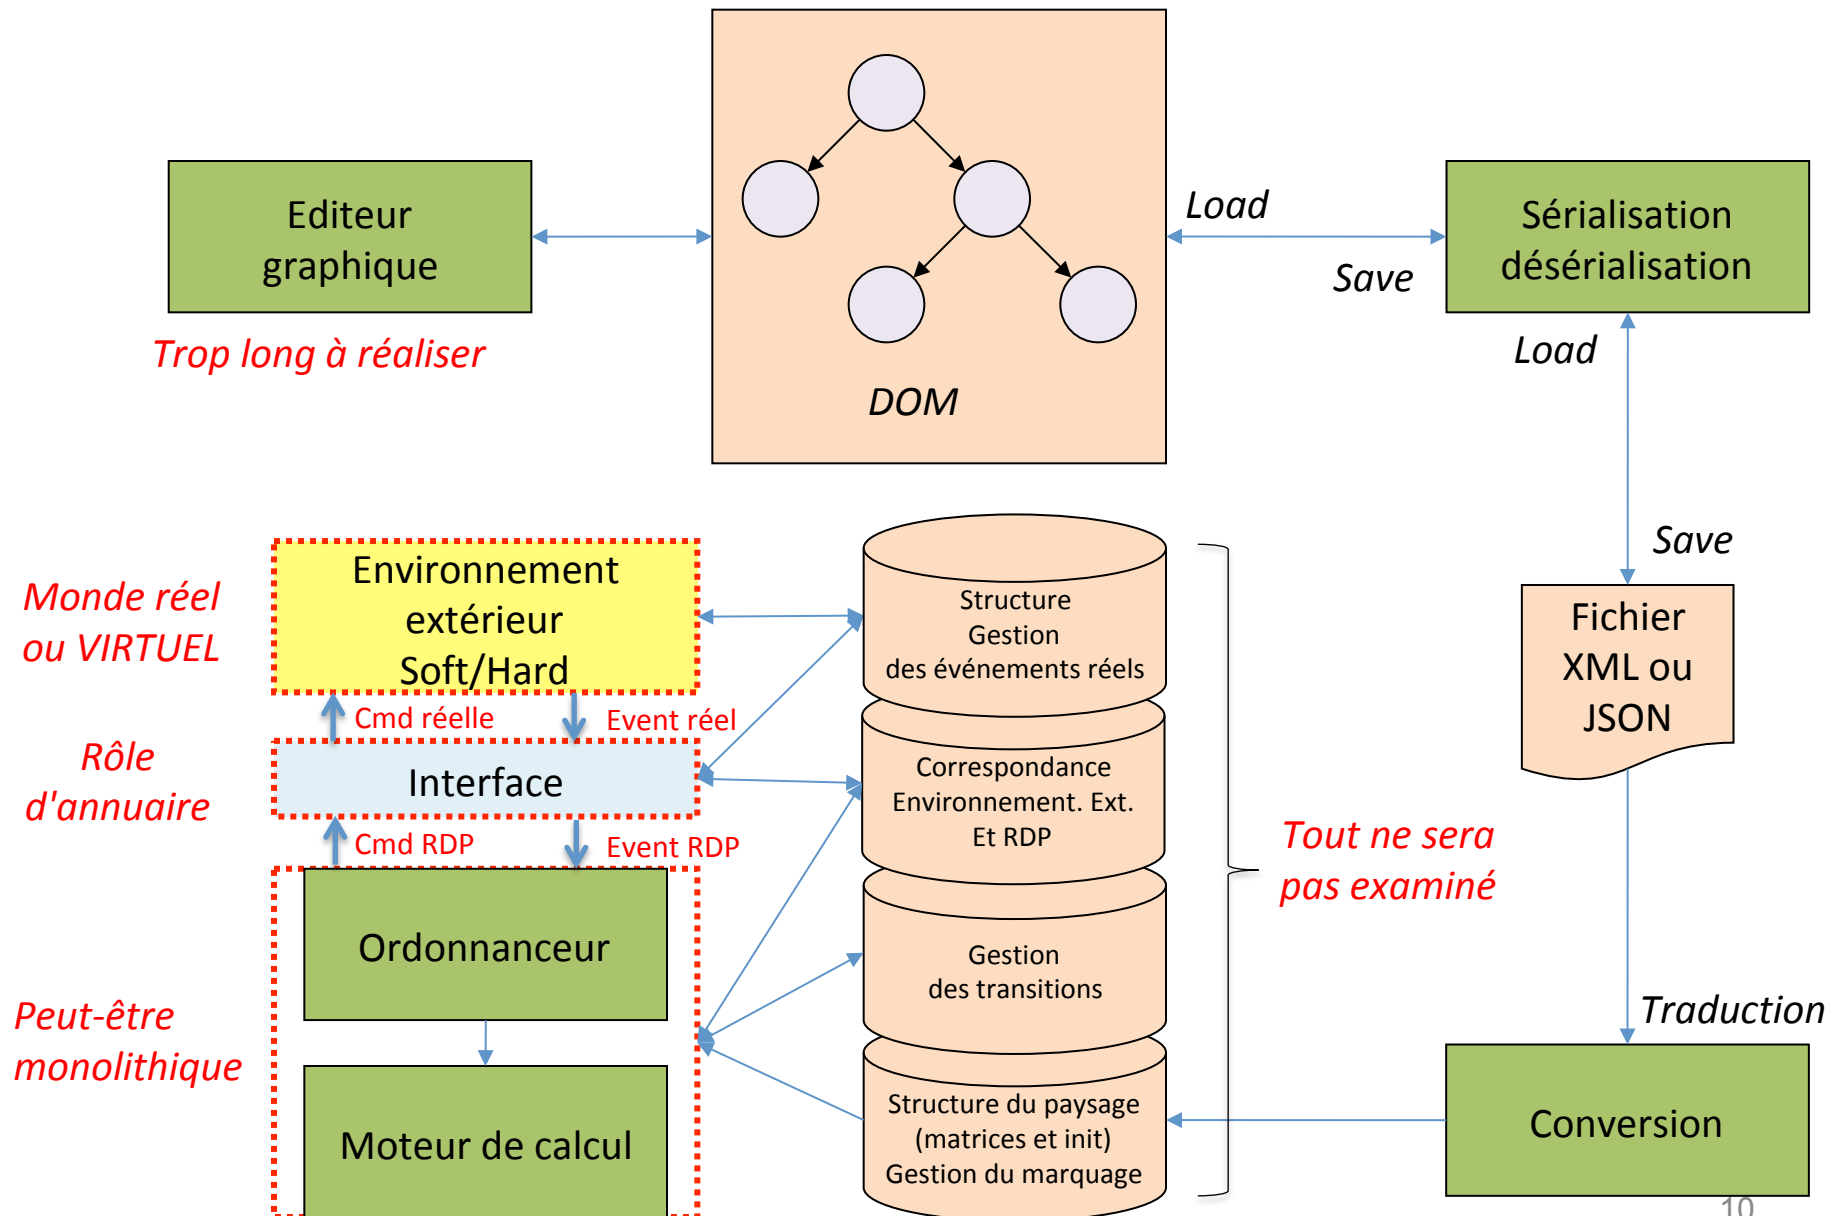 Editeur
graphique
Trop long à réaliser
DOM
Load
Save
Sérialisation
désérialisation
Load
Save
Fichier
XML ou
JSON
Traduction
Conversion
Monde réel
ou VIRTUEL
Environnement
extérieur
Soft/Hard
Cmd réelle
Event réel
Rôle
d'annuaire
Interface
Cmd RDP
Event RDP
Peut-être
monolithique
Ordonnanceur
Moteur de calcul
Structure
Gestion
des événements réels
Correspondance
Environnement. Ext.
Et RDP
Gestion
des transitions
Structure du paysage
(matrices et init)
Gestion du marquage
Tout ne sera
pas examiné
10